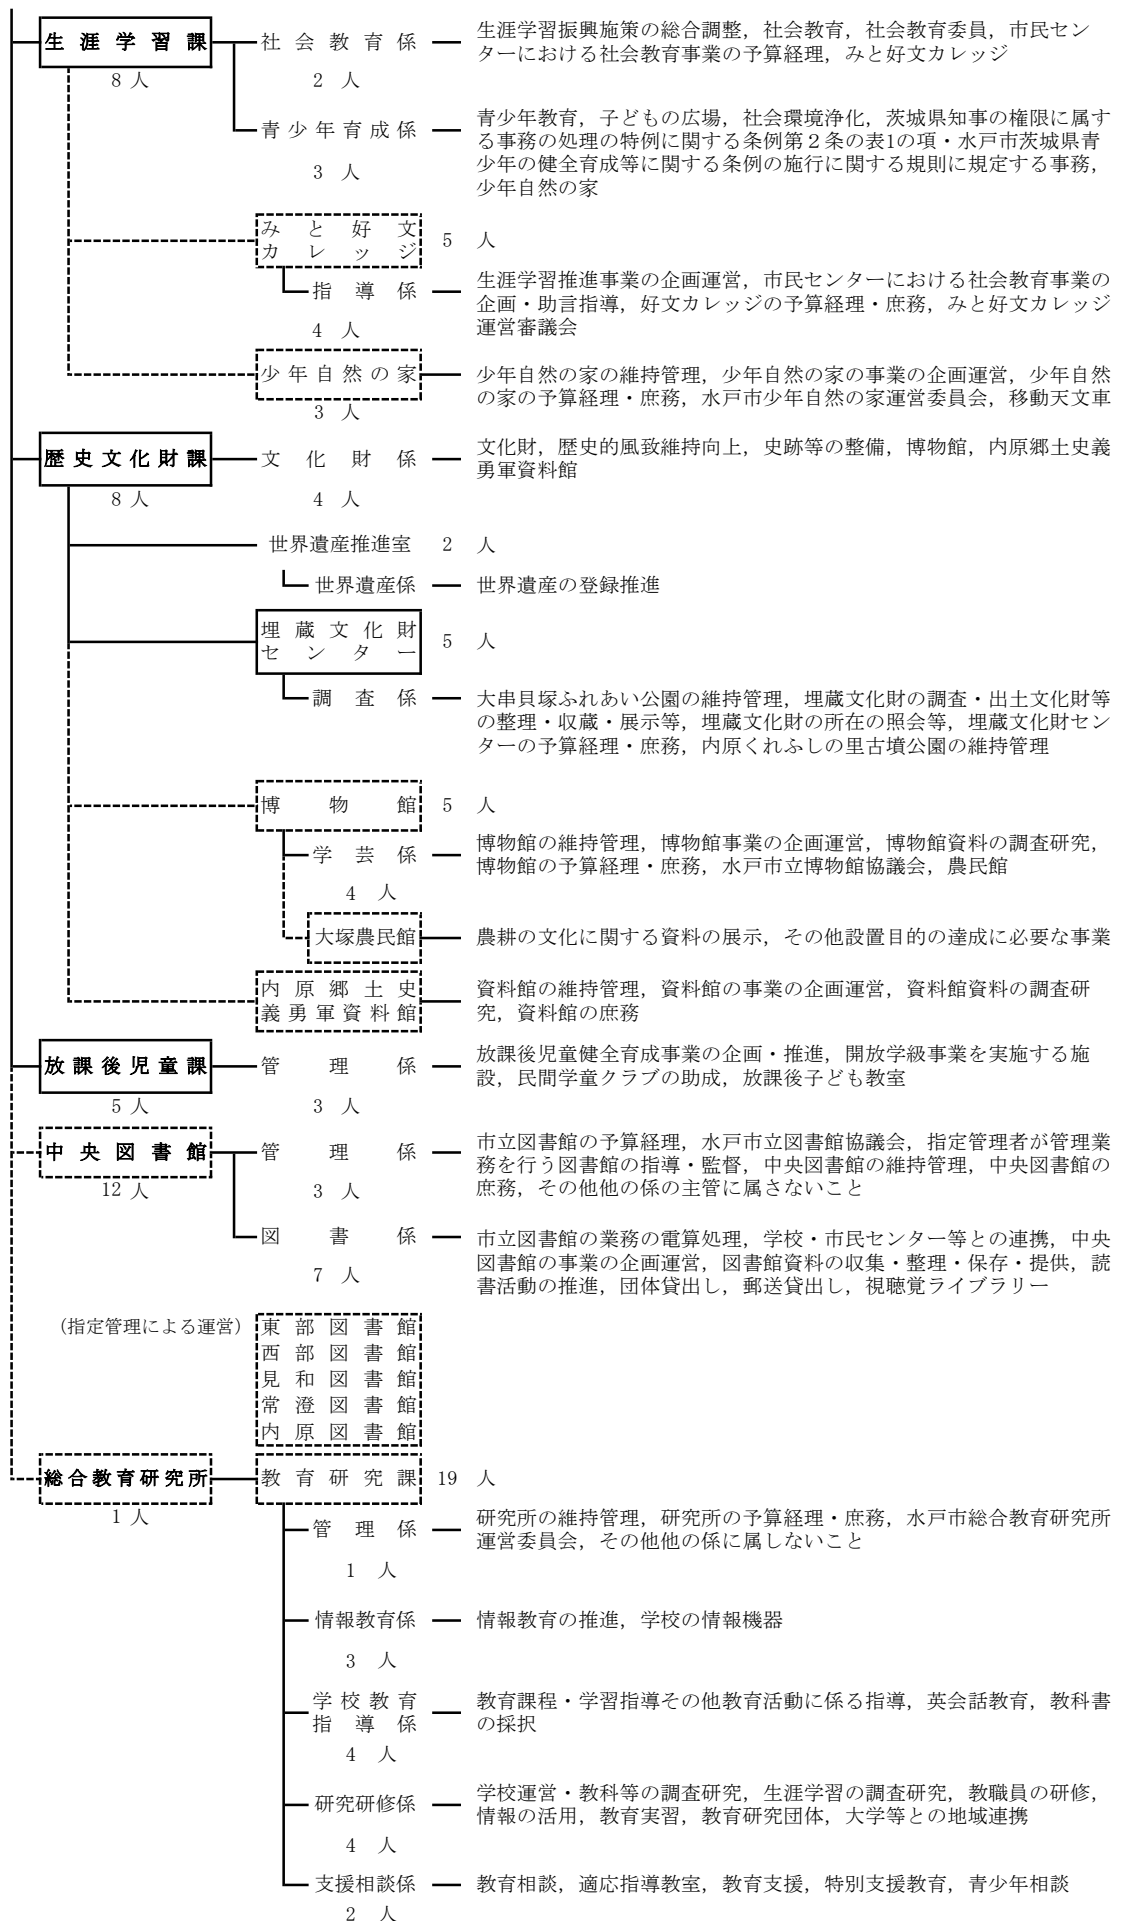 生涯学習課
8 人
社会教育係
2 人
生涯学習振興施策の総合調整，社会教育，社会教育委員，市民セン
ターにおける社会教育事業の予算経理，みと好文カレッジ
青少年育成係
3 人
青少年教育，子どもの広場，社会環境浄化，茨城県知事の権限に属す
る事務の処理の特例に関する条例第２条の表1の項・水戸市茨城県青
少年の健全育成等に関する条例の施行に関する規則に規定する事務，
少年自然の家
みと好文
カレッジ
5 人
指導係
4 人
生涯学習推進事業の企画運営，市民センターにおける社会教育事業の
企画・助言指導，好文カレッジの予算経理・庶務，みと好文カレッジ
運営審議会
少年自然の家
3 人
少年自然の家の維持管理，少年自然の家の事業の企画運営，少年自然
の家の予算経理・庶務，水戸市少年自然の家運営委員会，移動天文車
歴史文化財課
8 人
文化財係
4 人
文化財，歴史的風致維持向上，史跡等の整備，博物館，内原郷土史義
勇軍資料館
世界遺産推進室 2 人
世界遺産係
世界遺産の登録推進
埋蔵文化財
センター
5 人
調査係
大串貝塚ふれあい公園の維持管理，埋蔵文化財の調査・出土文化財等
の整理・収蔵・展示等，埋蔵文化財の所在の照会等，埋蔵文化財セン
ターの予算経理・庶務，内原くれふしの里古墳公園の維持管理
博物館 5 人
学芸係
4 人
博物館の維持管理，博物館事業の企画運営，博物館資料の調査研究，
博物館の予算経理・庶務，水戸市立博物館協議会，農民館
大塚農民館
農耕の文化に関する資料の展示，その他設置目的の達成に必要な事業
内原郷土史
義勇軍資料館
資料館の維持管理，資料館の事業の企画運営，資料館資料の調査研
究，資料館の庶務
放課後児童課
5 人
管理係
3 人
放課後児童健全育成事業の企画・推進，開放学級事業を実施する施
設，民間学童クラブの助成，放課後子ども教室
中央図書館
12 人
管理係
3 人
市立図書館の予算経理，水戸市立図書館協議会，指定管理者が管理業
務を行う図書館の指導・監督，中央図書館の維持管理，中央図書館の
庶務，その他他の係の主管に属さないこと
図書係
7 人
市立図書館の業務の電算処理，学校・市民センター等との連携，中央
図書館の事業の企画運営，図書館資料の収集・整理・保存・提供，読
書活動の推進，団体貸出し，郵送貸出し，視聴覚ライブラリー
（指定管理による運営）
東部図書館
西部図書館
見和図書館
常澄図書館
内原図書館
総合教育研究所
1 人
教育研究課 19 人
管理係
1 人
研究所の維持管理，研究所の予算経理・庶務，水戸市総合教育研究所
運営委員会，その他他の係に属しないこと
情報教育係
3 人
情報教育の推進，学校の情報機器
学校教育
指導係
4 人
教育課程・学習指導その他教育活動に係る指導，英会話教育，教科書
の採択
研究研修係
4 人
学校運営・教科等の調査研究，生涯学習の調査研究，教職員の研修，
情報の活用，教育実習，教育研究団体，大学等との地域連携
支援相談係
2 人
教育相談，適応指導教室，教育支援，特別支援教育，青少年相談